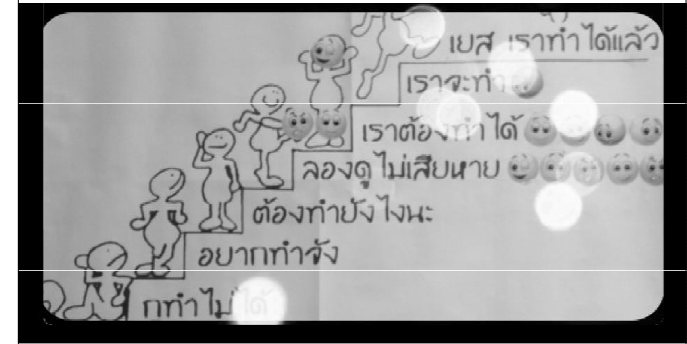 เยส เราทำได้แล้ว
เราจะทำ
เราต้องทำได้
ลองดูไม่เสียหาย
ต้องทำยังไงนะ
อยากทำจัง
กทำไม่ได้